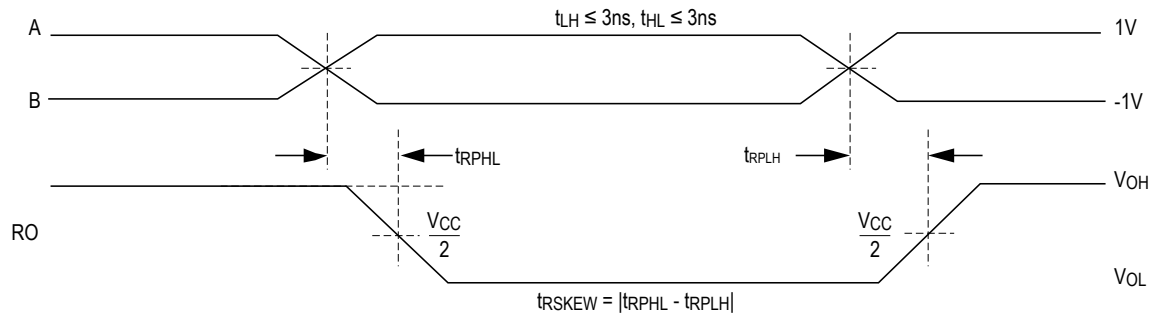 tLH ≤ 3ns, tHL ≤ 3ns
A
1V
B
-1V
tRPHL
tRPLH
VOH
RO
VCC
2
VCC
2
VOL
tRSKEW = |tRPHL - tRPLH|